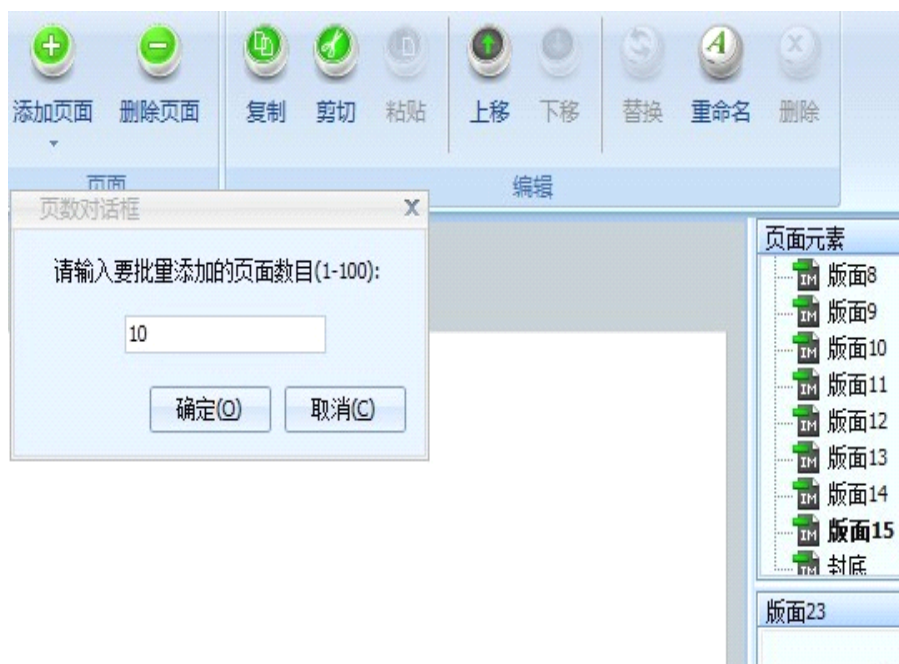 添加页面 删除页面 复制 剪切 粘贴 上移 下移 替换 重命名 删除
页面 编辑
页数对话框 X
请输入要批量添加的页面数目(1-100):
10
确定(O) 取消(C)
页面元素
版面8
版面9
版面10
版面11
版面12
版面13
版面14
版面15
封底
版面23